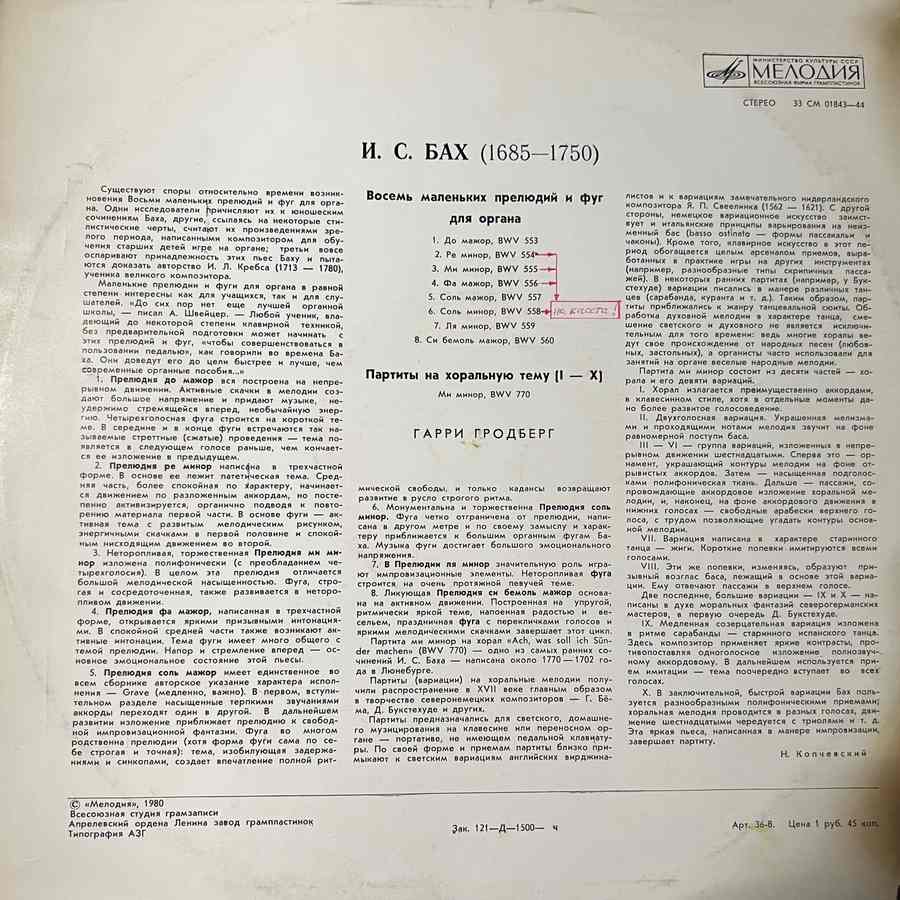 МИНИСТЕРСТВО КУЛЬТУРЫ СССР
МЕЛОДИЯ
ВСЕСОЮЗНАЯ ФИРМА ГРАМПЛАСТИНОК
СТЕРЕО 33 СМ 01843—44
И. С. БАХ (1685—1750)
Существуют споры относительно времени возник-
новения Восьми маленьких прелюдий и фуг для орга-
на. Одни исследователи причисляют их к юношеским
сочинениям Баха, другие, ссылаясь на некоторые сти-
листические черты, считают их произведениями зре-
лого периода, написанными композитором для обу-
чения старших детей игре на органе; третьи вовсе
оспаривают принадлежность этих пьес Баху и пыта-
ются доказать авторство И. Л. Кребса (1713 — 1780),
ученика великого композитора.
Маленькие прелюдии и фуги для органа в равной
степени интересны как для учащихся, так и для слу-
шателей. «До сих пор нет еще лучшей органной
школы, — писал А. Швейцер. — Любой ученик, вла-
деющий до некоторой степени клавирной техникой,
без предварительной подготовки может начинать с
этих прелюдий и фуг, «чтобы совершенствоваться в
пользовании педалью», как говорили во времена Ба-
ха. Они доведут его до цели быстрее и лучше, чем
современные органные пособия...»
1. Прелюдия до мажор вся построена на непре-
рывном движении. Активные скачки в мелодии соз-
дают большое напряжение и придают музыке, не-
удержимо стремящейся вперед, необычайную энер-
гию. Четырехголосная фуга строится на короткой те-
ме. В середине и в конце фуги встречаются так на-
зываемые стреттные (сжатые) проведения — тема по-
является в следующем голосе раньше, чем кончает-
ся ее изложение в предыдущем.
2. Прелюдия ре минор написана в трехчастной
форме. В основе ее лежит патетическая тема. Сред-
няя часть, более спокойная по характеру, начинает-
ся движением по разложенным аккордам, но посте-
пенно активизируется, органично подводя к повто-
рению материала первой части. В основе фуги — ак-
тивная тема с развитым мелодическим рисунком,
энергичными скачками в первой половине и спокой-
ным нисходящим движением во второй.
3. Неторопливая, торжественная Прелюдия ми ми-
нор изложена полифонически (с преобладанием че-
тырехголосия). В целом эта прелюдия отличается
большой мелодической насыщенностью. Фуга, стро-
гая и сосредоточенная, также развивается в неторо-
пливом движении.
4. Прелюдия фа мажор, написанная в трехчастной
форме, открывается яркими призывными интонация-
ми. В спокойной средней части также возникают ак-
тивные интонации. Тема фуги имеет много общего с
темой прелюдии. Напор и стремление вперед — ос-
новное эмоциональное состояние этой пьесы.
5. Прелюдия соль мажор имеет единственное во
всем сборнике авторское указание характера испол-
нения — Grave (медленно, важно). В первом, вступи-
тельном разделе насыщенные терпкими звучаниями
аккорды переходят один в другой. В дальнейшем
развитии изложение приближает прелюдию к свобод-
ной импровизационной фантазии. Фуга во многом
родственна прелюдии (хотя форма фуги сама по се-
бе строгая и точная): тема, изобилующая задержа-
ниями и синкопами, создает впечатление полной рит-
Восемь маленьких прелюдий и фуг
для органа
1. До мажор, BWV 553
2. Ре минор, BWV 554
3. Ми минор, BWV 555
4. Фа мажор, BWV 556
5. Соль мажор, BWV 557
6. Соль минор, BWV 558
7. Ля минор, BWV 559
8. Си бемоль мажор, BWV 560
Партиты на хоральную тему (I — X)
Ми минор, BWV 770
ГАРРИ ГРОДБЕРГ
мической свободы, и только кадансы возвращают
развитие в русло строгого ритма.
6. Монументальна и торжественна Прелюдия соль
минор. Фуга четко отграничена от прелюдии, напи-
сана в другом метре и по своему замыслу и харак-
теру приближается к большим органным фугам Ба-
ха. Музыка фуги достигает большого эмоционального
напряжения.
7. В Прелюдии ля минор значительную роль игра-
ют импровизационные элементы. Неторопливая фуга
строится на очень протяжной певучей теме.
8. Ликующая Прелюдия си бемоль мажор основа-
на на активном движении. Построенная на упругой,
ритмически яркой теме, напоенная радостью и ве-
сельем, праздничная фуга с перекличками голосов и
яркими мелодическими скачками завершает этот цикл.
Партита ми минор на хорал «Ach, was soll ich Sün-
der machen» (BWV 770) — одно из самых ранних со-
чинений И. С. Баха — написана около 1770—1702 го-
да в Люнебурге.
Партиты (вариации) на хоральные мелодии полу-
чили распространение в XVII веке главным образом
в творчестве северонемецких композиторов — Г. Бё-
ма, Д. Букстехуде и других.
Партиты предназначались для светского, домашне-
го музицирования на клавесине или переносном ор-
гане — портативе, не имеющем педальной клавиату-
ры. По своей форме и приемам партиты близко при-
мыкают к светским вариациям английских вирджина-
листов и к вариациям замечательного нидерландского
композитора Я. П. Свеелинка (1562 — 1621). С другой
стороны, немецкое вариационное искусство заимст-
вует и итальянские принципы варьирования на неиз-
менный бас (basso ostinato — формы пассакальи и
чаконы). Кроме того, клавирное искусство в этот пе-
риод обогащается целым арсеналом приемов, выра-
ботанных в практике игры на других инструментах
(например, разнообразные типы скрипичных пасса-
жей). В некоторых ранних партитах (например, у Бук-
стехуде) вариации писались в манере различных тан-
цев (сарабанда, куранта и т. д.). Таким образом, пар-
титы приближались к жанру танцевальной сюиты. Об-
работка духовной мелодии в характере танца, сме-
шение светского и духовного не является исключи-
тельным для того времени: ведь многие хоралы ве-
дут свое происхождение от народных песен (любов-
ных, застольных), а органисты часто использовали для
занятий на органе веселые народные мелодии.
Партита ми минор состоит из десяти частей — хо-
рала и его девяти вариаций.
I. Хорал излагается преимущественно аккордами,
в клавесинном стиле, хотя в отдельные моменты да-
но более развитое голосоведение.
II. Двухголосная вариация. Украшенная мелизма-
ми и проходящими нотами мелодия звучит на фоне
равномерной поступи баса.
III — VI — группа вариаций, изложенных в непре-
рывном движении шестнадцатыми. Сперва это — ор-
намент, украшающий контуры мелодии на фоне от-
рывистых аккордов. Затем — насыщенная подголос-
ками полифоническая ткань. Дальше — пассажи, со-
провождающие аккордовое изложение хоральной ме-
лодии, и, наконец, на фоне аккордового движения в
нижних голосах — свободные арабески верхнего го-
лоса, с трудом позволяющие угадать контуры основ-
ной мелодии.
VII. Вариация написана в характере старинного
танца — жиги. Короткие попевки имитируются всеми
голосами.
VIII. Эти же попевки, изменяясь, образуют при-
зывный возглас баса, лежащий в основе этой вариа-
ции. Ему отвечают пассажи в верхнем голосе.
Две последние, большие вариации — IX и X — на-
писаны в духе моральных фантазий северогерманских
мастеров, в первую очередь Д. Букстехуде.
IX. Медленная созерцательная вариация изложена
в ритме сарабанды — старинного испанского танца.
Здесь композитор применяет яркие контрасты, про-
тивопоставляя одноголосное изложение полнозвуч-
ному аккордовому. В дальнейшем используется при-
ем имитации — тема поочередно вступает во всех
голосах.
X. В заключительной, быстрой вариации Бах поль-
зуется разнообразными полифоническими приемами;
хоральная мелодия проводится в разных голосах, дви-
жение шестнадцатыми чередуется с триолями и т. д.
Эта яркая пьеса, написанная в манере импровизации,
завершает партиту.
Н. Копчевский
© «Мелодия», 1980
Всесоюзная студия грамзаписи
Апрелевский ордена Ленина завод грампластинок
Типография АЗГ
Зак. 121—Д—1500— ч
Арт. 36-8. Цена 1 руб. 45 коп.